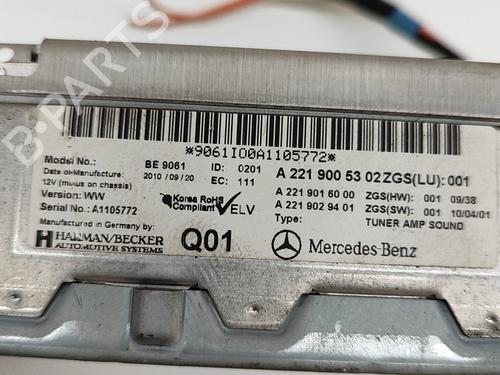 *9061IO0A1105772*
Model No.: BE 9061 ID: 0201 A 221 900 53 02 ZGS(LU): 001
Date of Manufacture: 2010 / 09 / 20 EC: 111 A 221 901 60 00 ZGS(HW): 001 09/38
12V (minus on chassis) A 221 902 94 01 ZGS(SW): 001 10/04/01
Version: WW Korea RoHS Compliant ELV Type: TUNER AMP SOUND
Serial No.: A1105772
Manufactured in Germany by:
HARMAN/BECKER Q01 Mercedes-Benz
AUTOMOTIVE SYSTEMS
B-PARTS